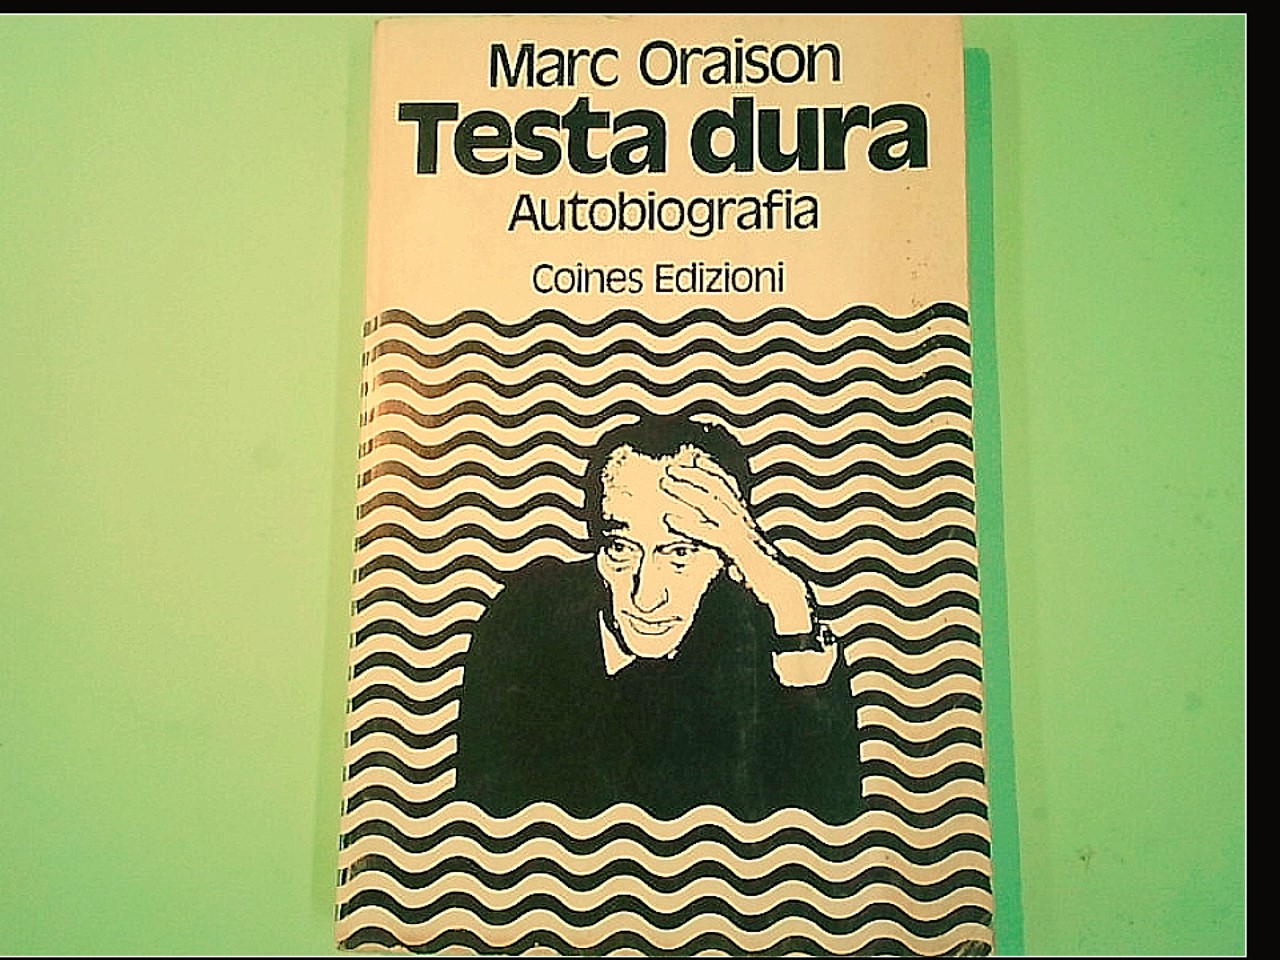 Marc Oraison
Testa dura
Autobiografia
Coines Edizioni